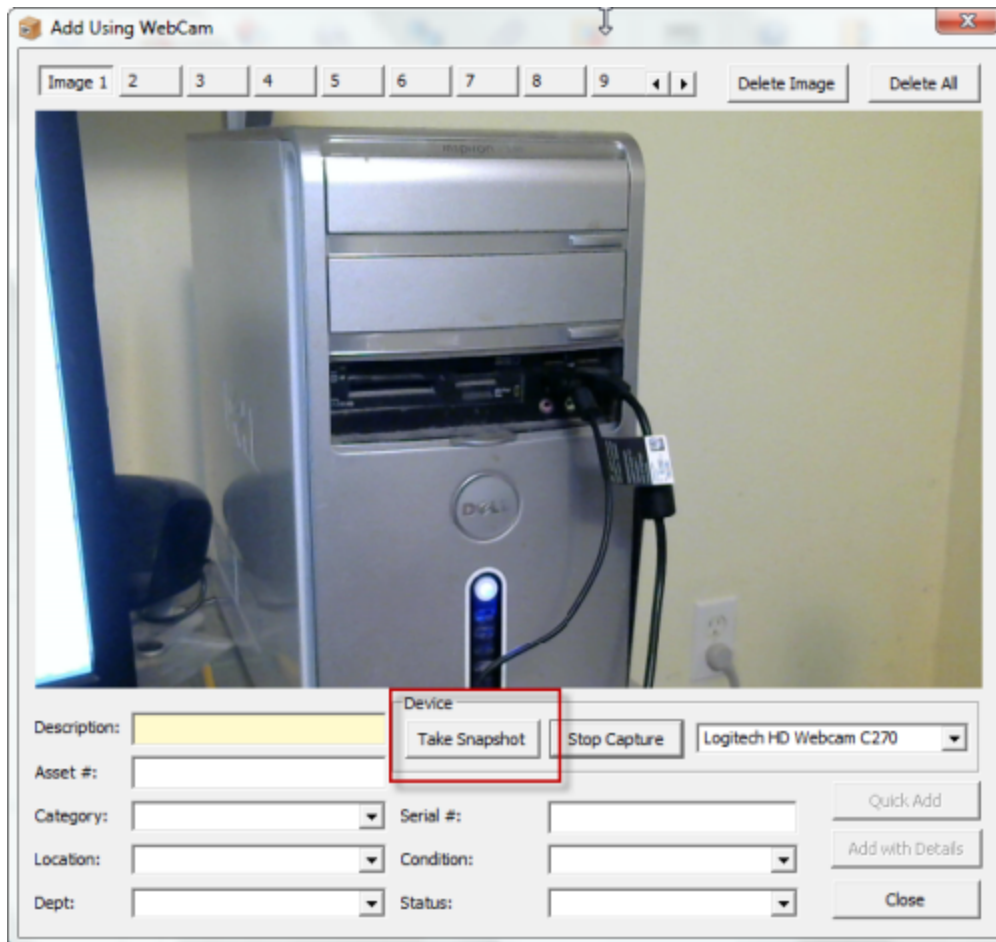 Add Using WebCam
Image 1 2 3 4 5 6 7 8 9 Delete Image Delete All
inspiron
DELL
Device
Description: Take Snapshot Stop Capture Logitech HD Webcam C270
Asset #:
Category: Serial #: Quick Add
Location: Condition: Add with Details
Dept: Status: Close